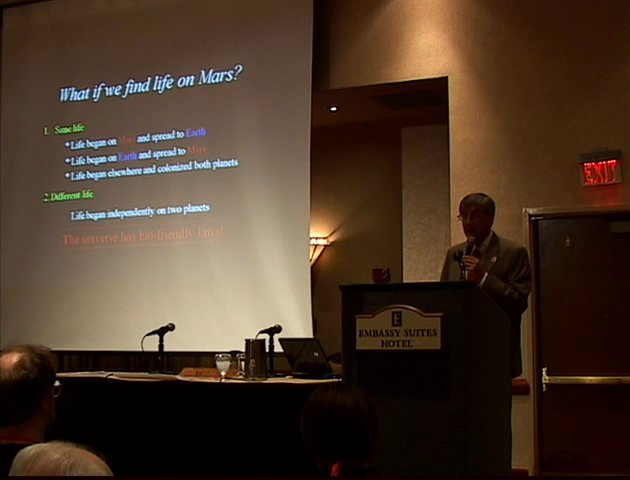 What if we find life on Mars?
1. Same life
* Life began on Mars and spread to Earth
* Life began on Earth and spread to Mars
* Life began elsewhere and colonized both planets
2. Different life
Life began independently on two planets
The universe has bio-friendly laws!
EXIT
E
EMBASSY SUITES
HOTEL